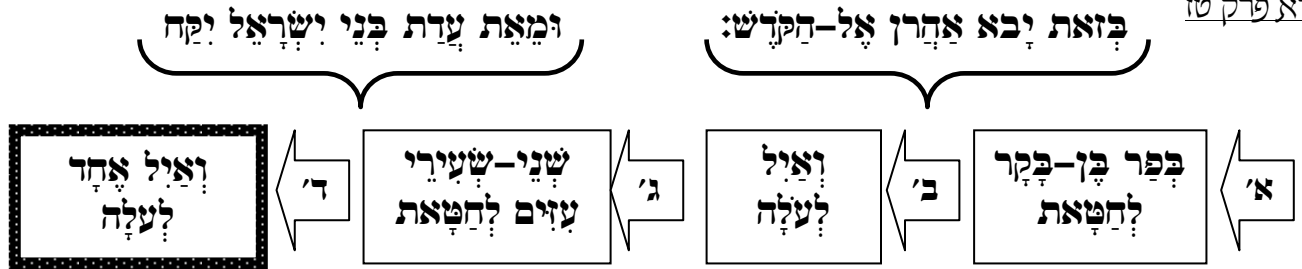 פרק טז
בְּזֹאת יָבֹא אַהֲרֹן אֶל–הַקֹּדֶשׁ:
וּמֵאֵת עֲדַת בְּנֵי יִשְׂרָאֵל יִקַּח
א׳
בְּפַר בֶּן–בָּקָר
לְחַטָּאת
ב׳
וְאַיִל
לְעֹלָה
ג׳
שְׁנֵי–שְׂעִירֵי
עִזִּים לְחַטָּאת
ד׳
וְאַיִל אֶחָד
לְעֹלָה